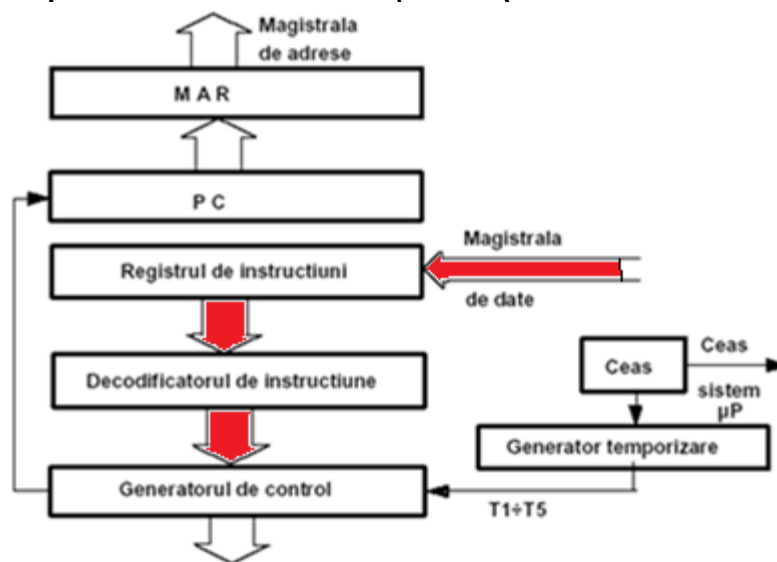 Magistrala
de adrese
M A R
P C
Magistrala
Registrul de instructiuni
de date
Decodificatorul de instructiune
Ceas
Ceas
sistem
µP
Generator temporizare
Generatorul de control
T1÷T5